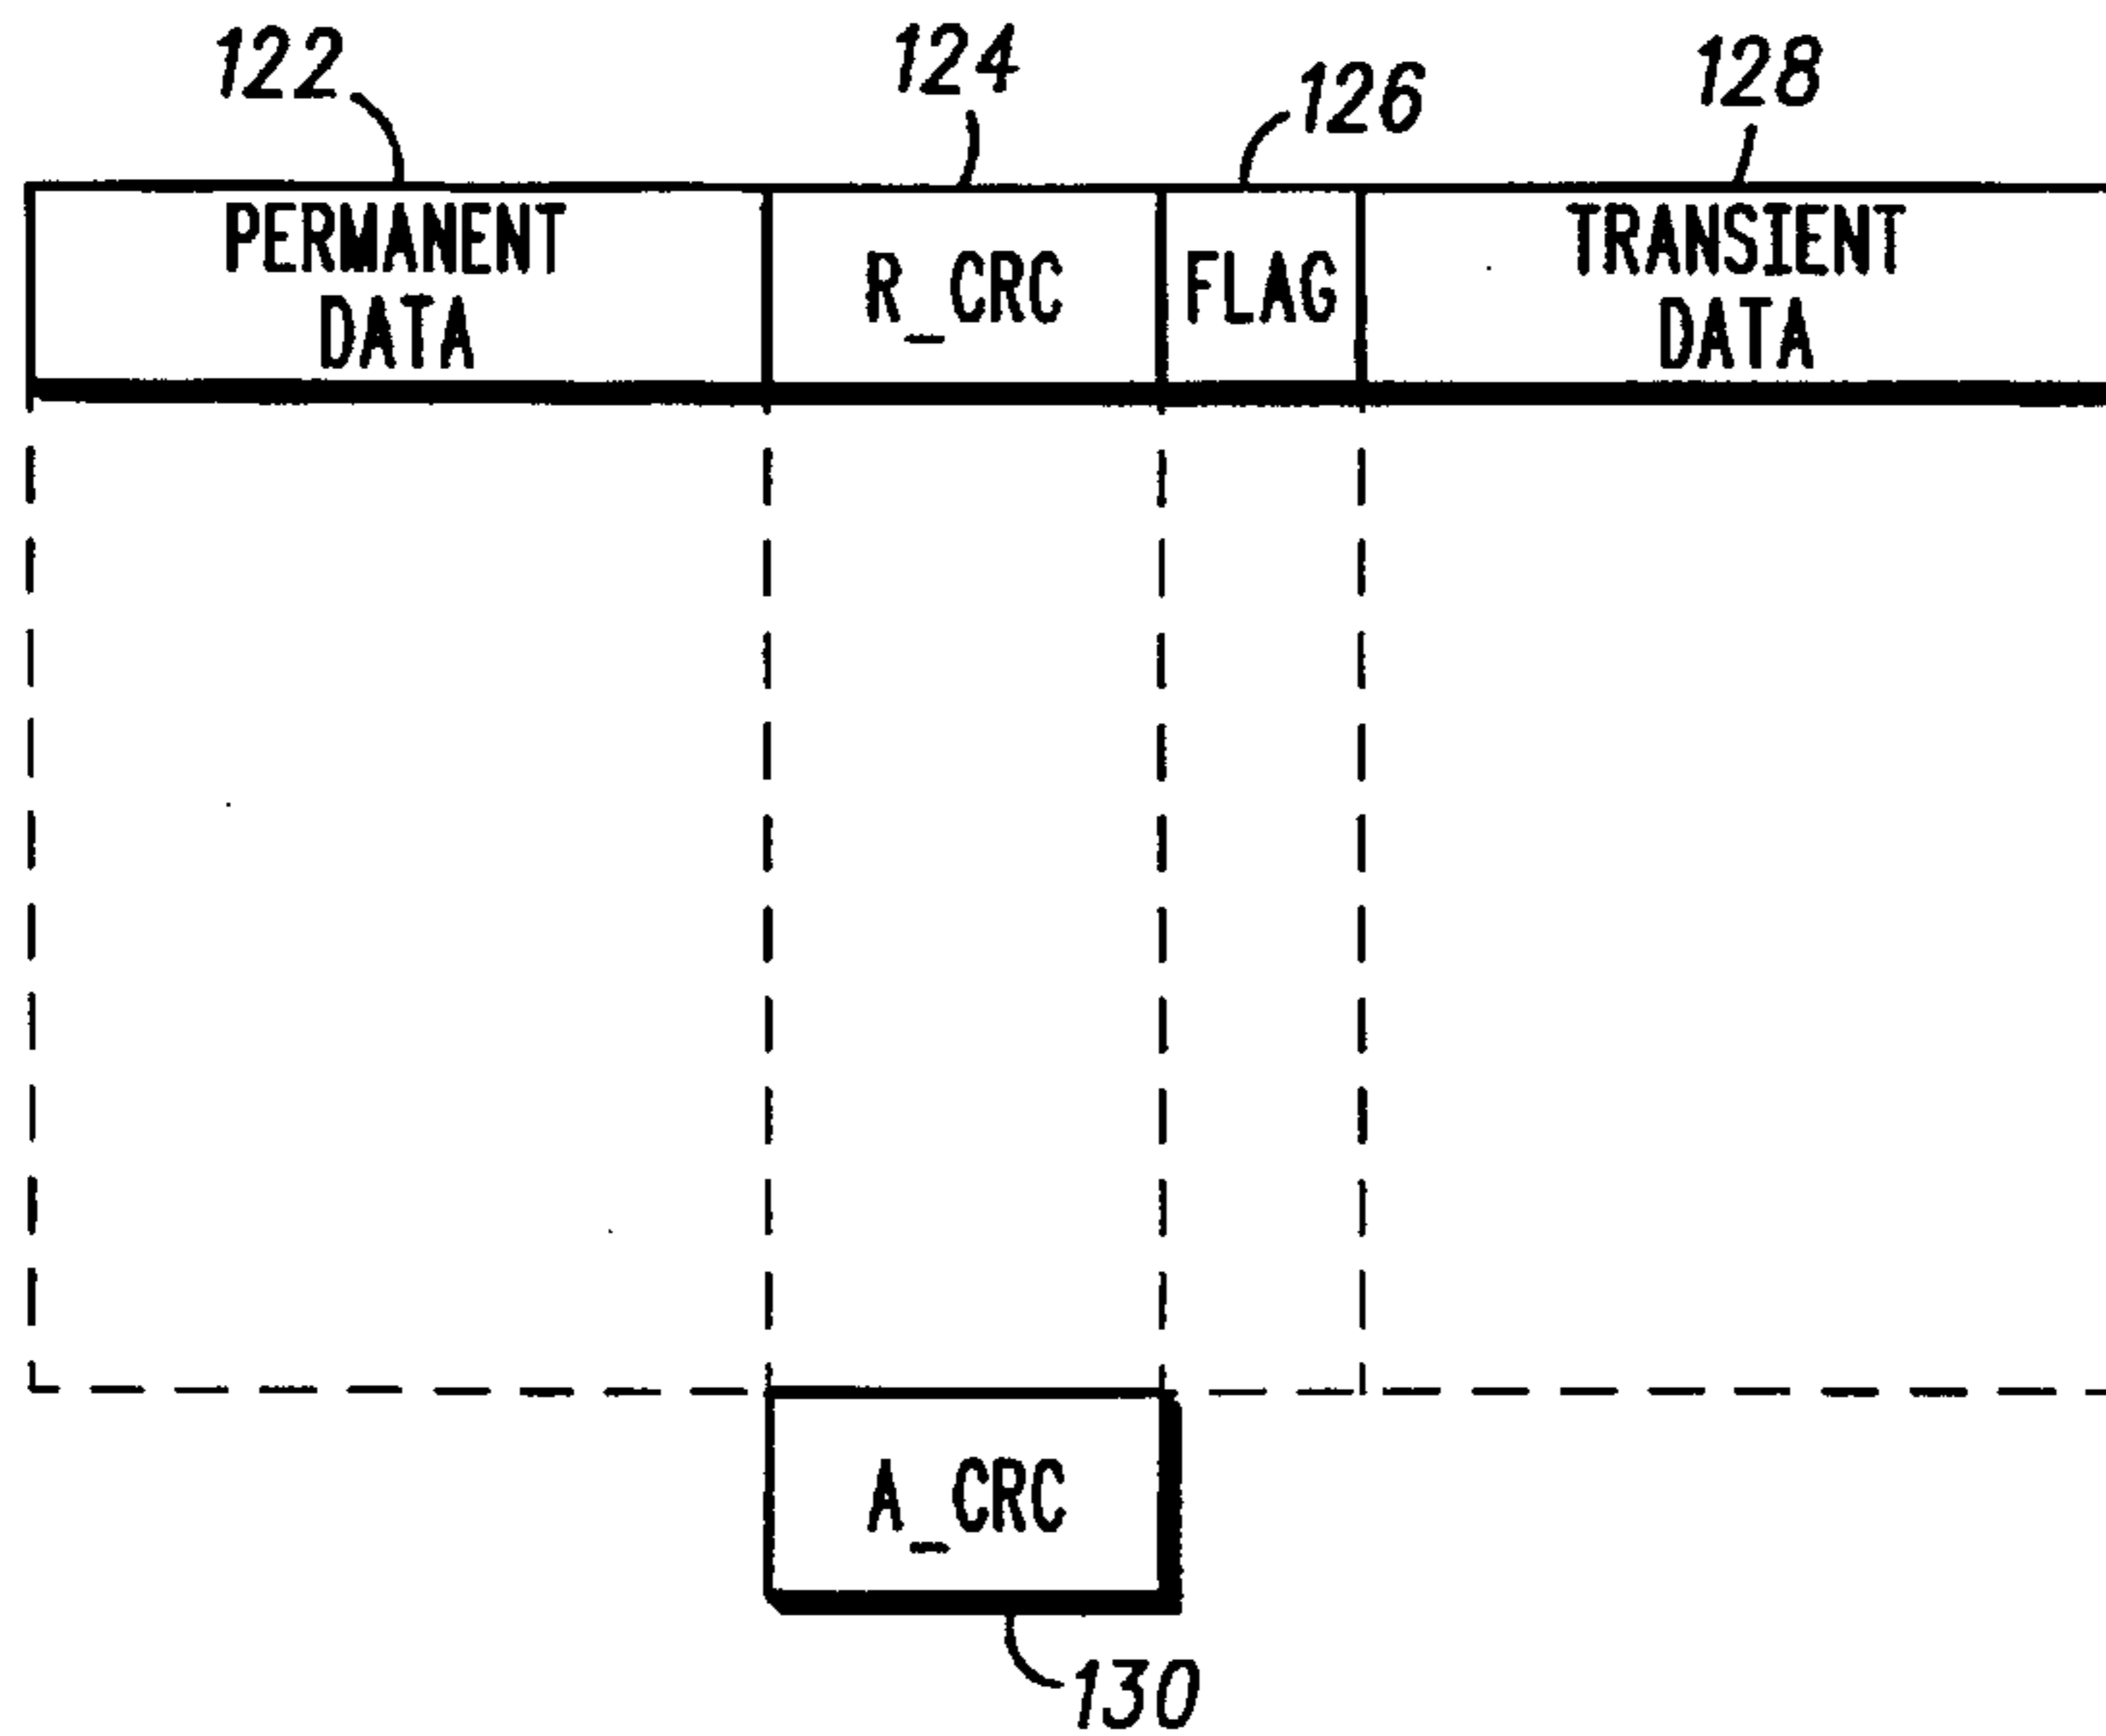 122
124
126
128
PERMANENT
DATA
R_CRC
FLAG
TRANSIENT
DATA
A_CRC
130